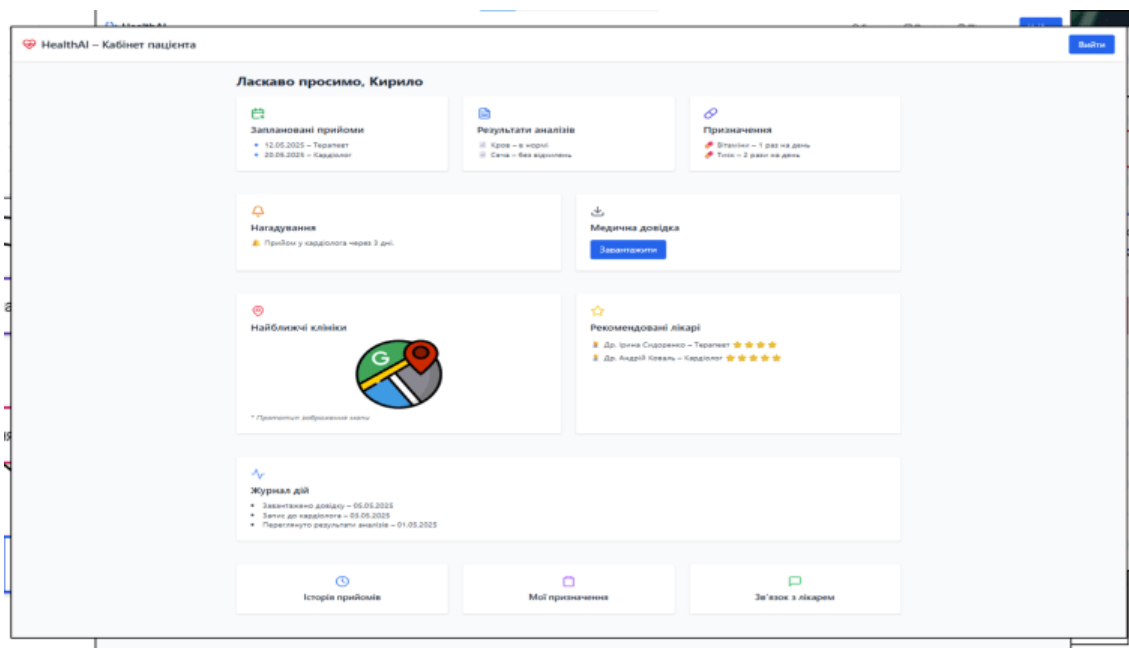 HealthAI – Кабінет пацієнта
Вийти
Ласкаво просимо, Кирило
Заплановані прийоми
12.05.2025 – Терапевт
20.05.2025 – Кардіолог
Результати аналізів
Кров – в нормі
Сеча – без відхилень
Призначення
Вітаміни – 1 раз на день
Тиск – 2 рази на день
Нагадування
Прийом у кардіолога через 3 дні.
Медична довідка
Завантажити
Найближчі клініки
G
* Прототип зображення мапи
Рекомендовані лікарі
Др. Ірина Сидоренко – Терапевт
Др. Андрій Коваль – Кардіолог
Журнал дій
Завантажено довідку – 05.05.2025
Запис до кардіолога – 03.05.2025
Переглянуто результати аналізів – 01.05.2025
Історія прийомів
Мої призначення
Зв'язок з лікарем